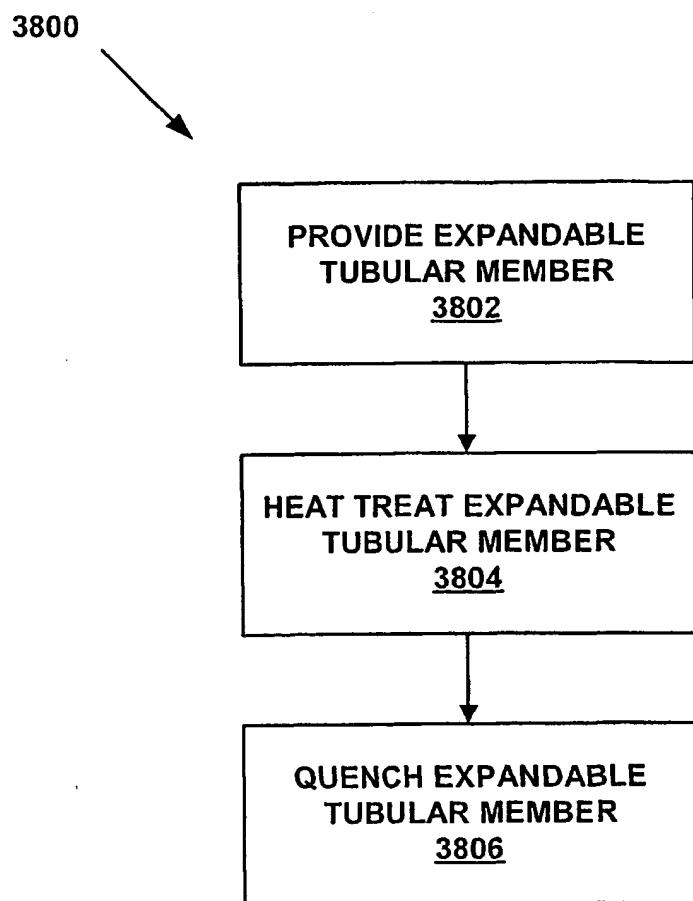 3800
PROVIDE EXPANDABLE
TUBULAR MEMBER
3802
HEAT TREAT EXPANDABLE
TUBULAR MEMBER
3804
QUENCH EXPANDABLE
TUBULAR MEMBER
3806